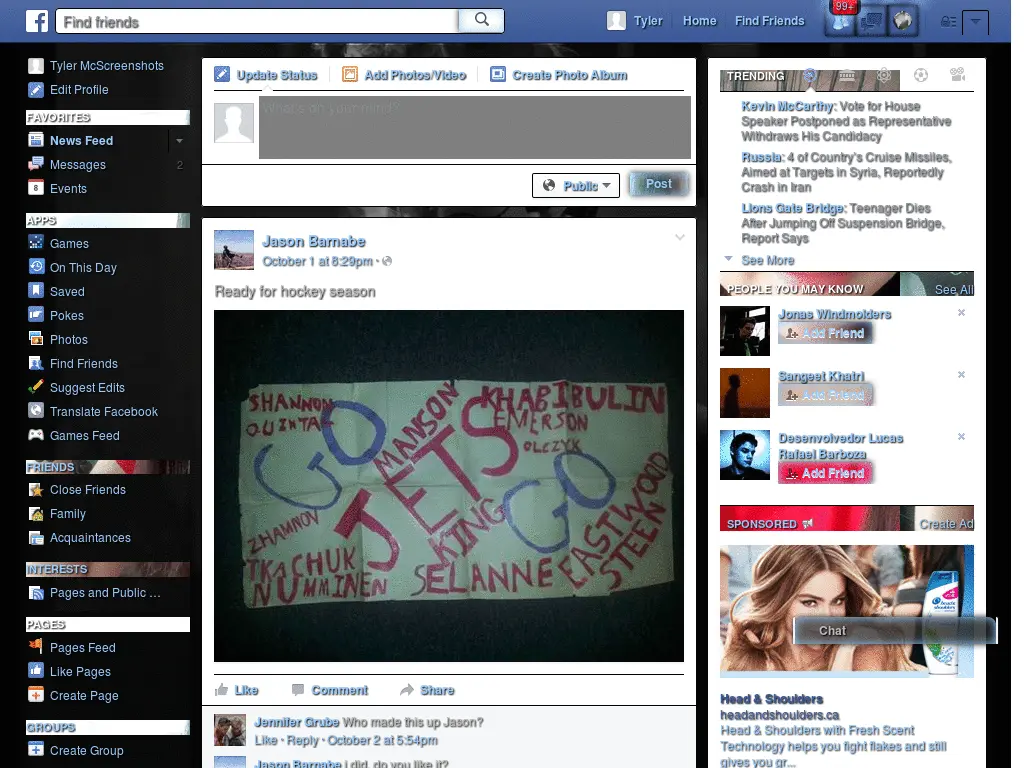 f
Find friends
Tyler
Home
Find Friends
99+
Tyler McScreenshots
Edit Profile
FAVORITES
News Feed
Messages 2
Events
APPS
Games
On This Day
Saved
Pokes
Photos
Find Friends
Suggest Edits
Translate Facebook
Games Feed
FRIENDS
Close Friends
Family
Acquaintances
INTERESTS
Pages and Public ...
PAGES
Pages Feed
Like Pages
Create Page
GROUPS
Create Group
Update Status
Add Photos/Video
Create Photo Album
What's on your mind?
Public
Post
Jason Barnabe
October 1 at 8:29pm ·
Ready for hockey season
SHANNON
QUINTAL
GO
MANSON
KHABIBULIN
EMERSON
OLCZYK
JETS
GO
ZHAMNOV
KING
EASTWOOD
STEEN
TKACHUK
NUMMINEN
SELANNE
Like
Comment
Share
Jennifer Grube Who made this up Jason?
Like · Reply · October 2 at 5:54pm
Jason Barnabe I did, do you like it?
TRENDING
Kevin McCarthy: Vote for House
Speaker Postponed as Representative
Withdraws His Candidacy
Russia: 4 of Country's Cruise Missiles,
Aimed at Targets in Syria, Reportedly
Crash in Iran
Lions Gate Bridge: Teenager Dies
After Jumping Off Suspension Bridge,
Report Says
See More
PEOPLE YOU MAY KNOW
See All
Jonas Windmolders
Add Friend
Sangeet Khatri
Add Friend
Desenvolvedor Lucas
Rafael Barboza
Add Friend
SPONSORED
Create Ad
head & shoulders
Chat
Head & Shoulders
headandshoulders.ca
Head & Shoulders with Fresh Scent
Technology helps you fight flakes and still
gives you gr...